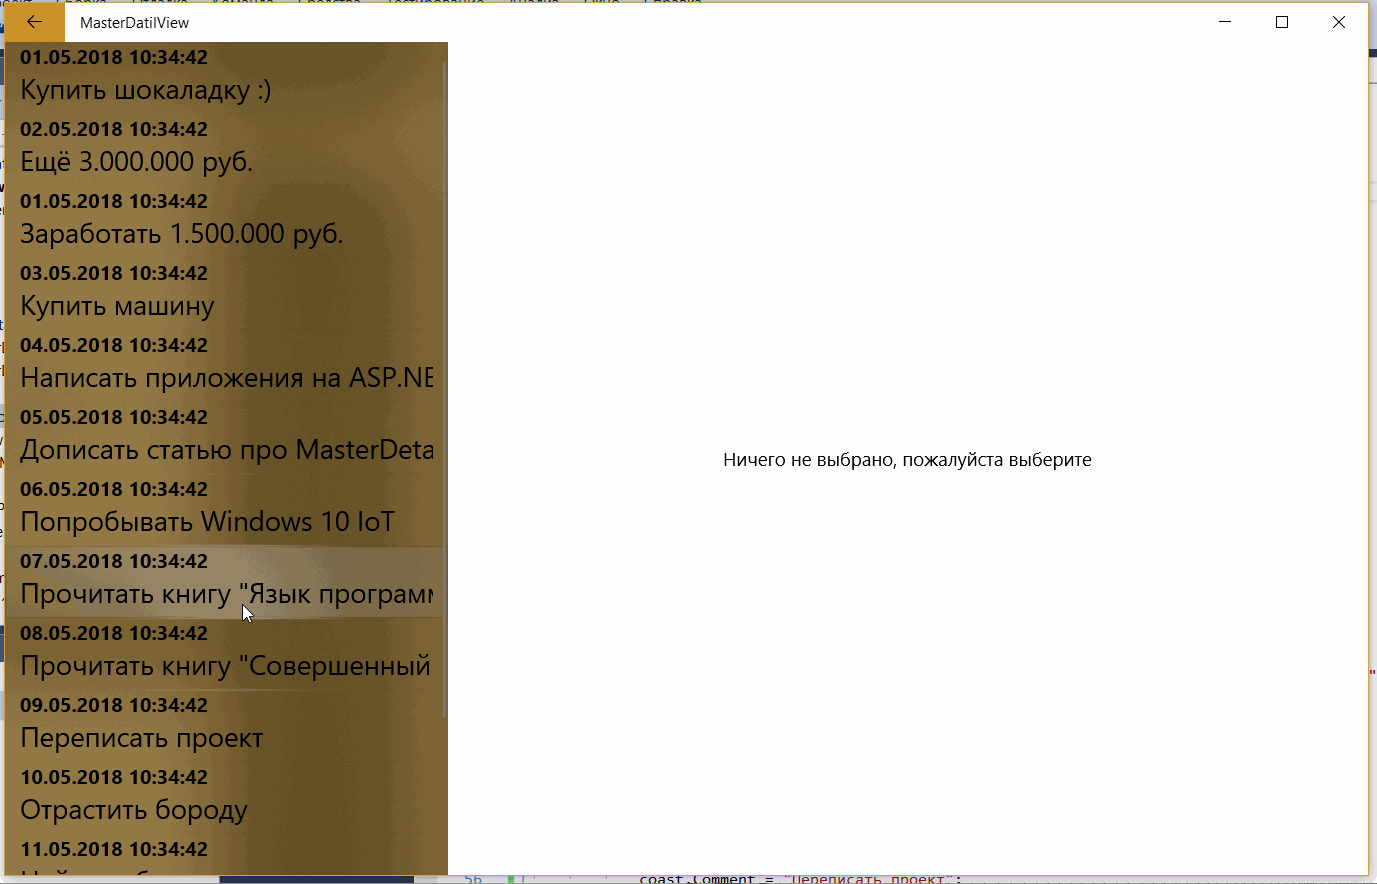 MasterDatilView
01.05.2018 10:34:42
Купить шокаладку :)
02.05.2018 10:34:42
Ещё 3.000.000 руб.
01.05.2018 10:34:42
Заработать 1.500.000 руб.
03.05.2018 10:34:42
Купить машину
04.05.2018 10:34:42
Написать приложения на ASP.NE
05.05.2018 10:34:42
Дописать статью про MasterDeta
06.05.2018 10:34:42
Попробывать Windows 10 IoT
07.05.2018 10:34:42
Прочитать книгу "Язык програм
08.05.2018 10:34:42
Прочитать книгу "Совершенный
09.05.2018 10:34:42
Переписать проект
10.05.2018 10:34:42
Отрастить бороду
11.05.2018 10:34:42
Ничего не выбрано, пожалуйста выберите
56 coast.Comment = "Переписать проект";